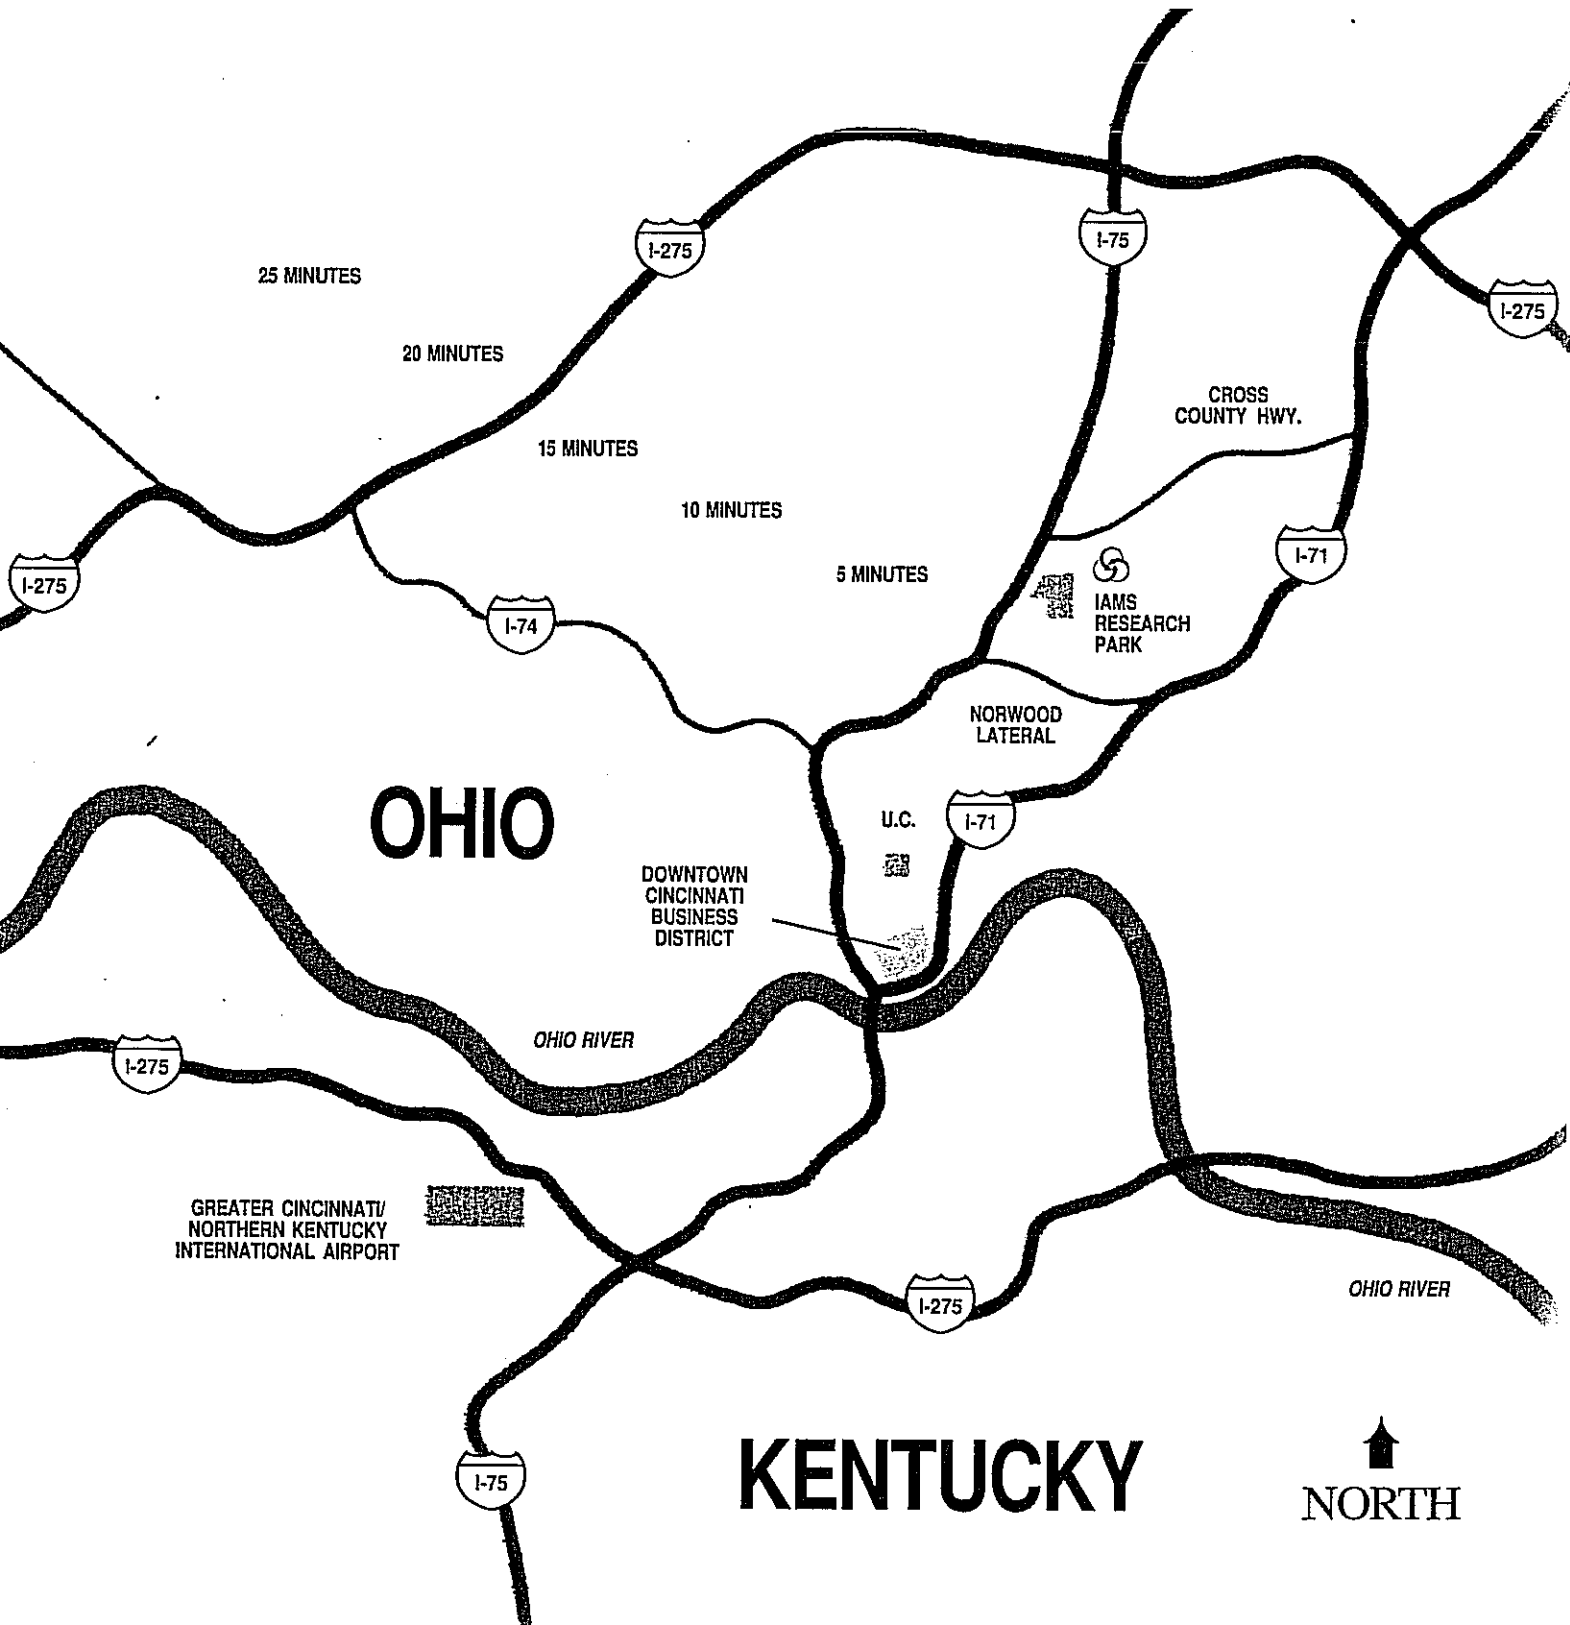 I-275
I-75
25 MINUTES
I-275
20 MINUTES
CROSS
COUNTY HWY.
15 MINUTES
10 MINUTES
I-71
5 MINUTES
I-275
IAMS
RESEARCH
PARK
I-74
NORWOOD
LATERAL
OHIO
U.C.
I-71
DOWNTOWN
CINCINNATI
BUSINESS
DISTRICT
OHIO RIVER
I-275
GREATER CINCINNATI/
NORTHERN KENTUCKY
INTERNATIONAL AIRPORT
OHIO RIVER
I-275
I-75
KENTUCKY
NORTH